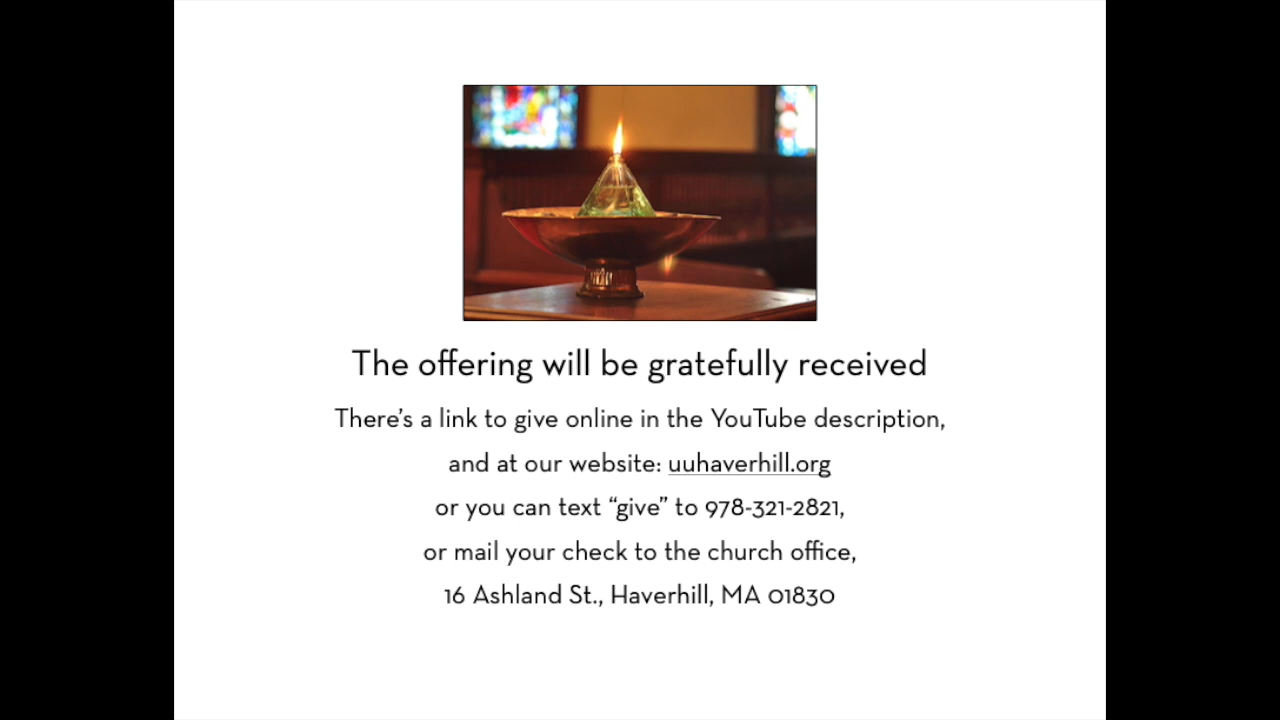 The offering will be gratefully received
There’s a link to give online in the YouTube description,
and at our website: uuhaverhill.org
or you can text “give” to 978-321-2821,
or mail your check to the church office,
16 Ashland St., Haverhill, MA 01830